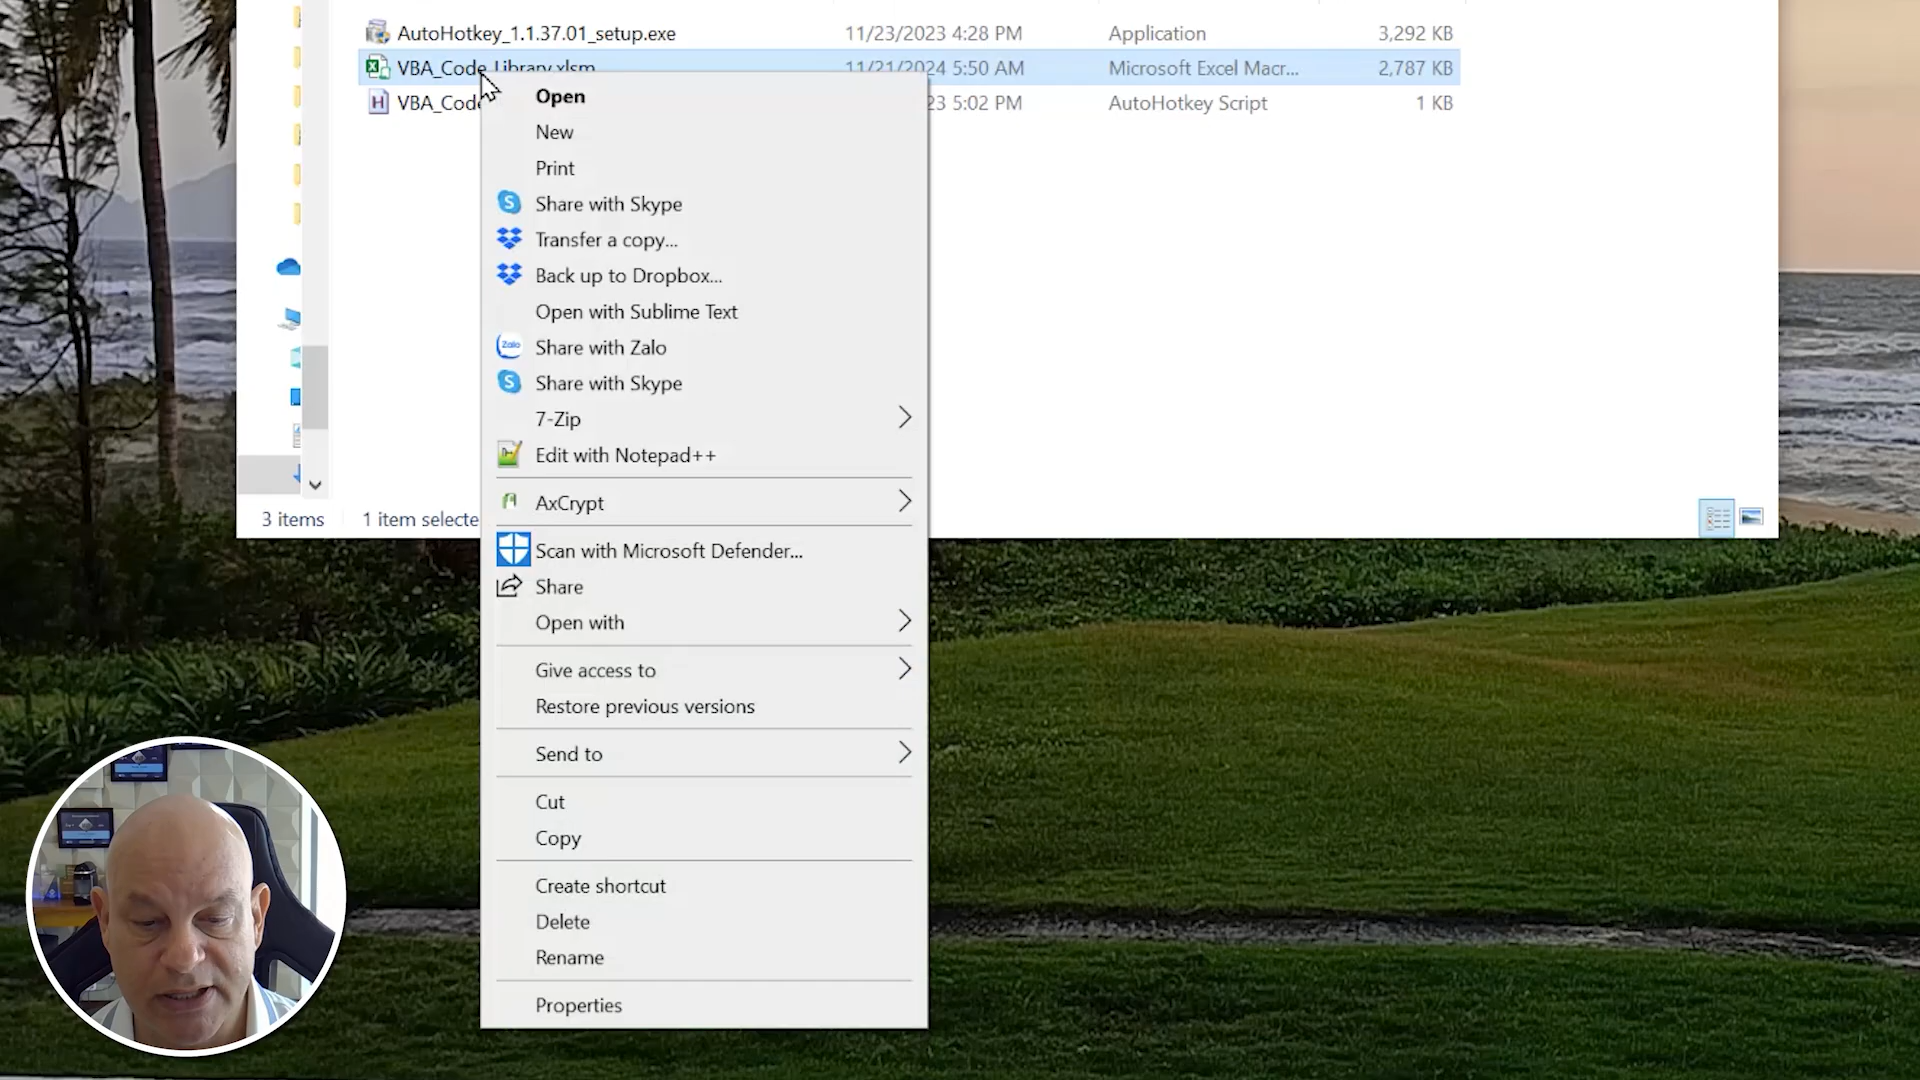 AutoHotkey_1.1.37.01_setup.exe 11/23/2023 4:28 PM Application 3,292 KB
VBA_Code_Library.xlsm 11/21/2024 5:50 AM Microsoft Excel Macr... 2,787 KB
VBA_Code 23 5:02 PM AutoHotkey Script 1 KB
Open
New
Print
Share with Skype
Transfer a copy...
Back up to Dropbox...
Open with Sublime Text
Zalo Share with Zalo
Share with Skype
7-Zip
Edit with Notepad++
AxCrypt
Scan with Microsoft Defender...
Share
Open with
Give access to
Restore previous versions
Send to
Cut
Copy
Create shortcut
Delete
Rename
Properties
3 items 1 item selecte